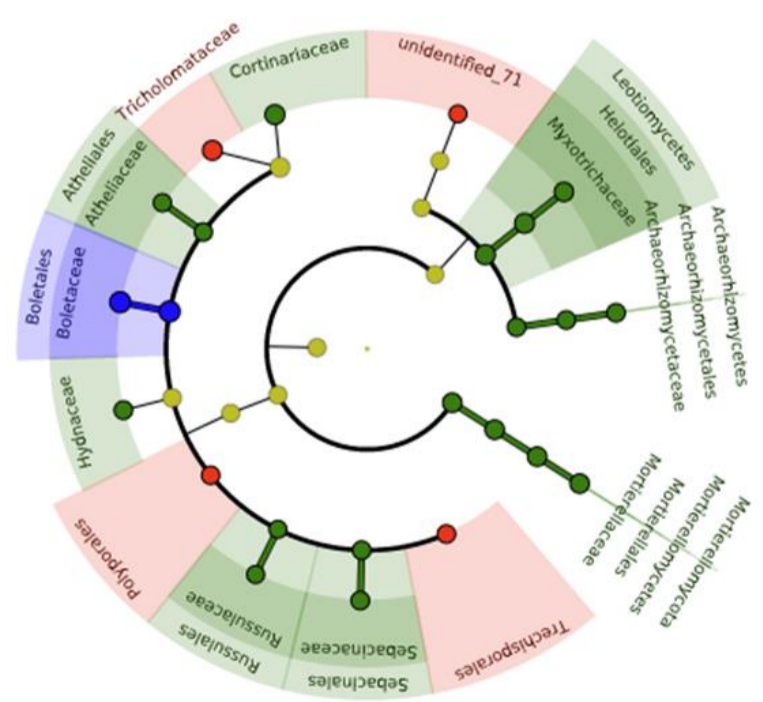 Tricholomataceae
Cortinariaceae
unidentified_71
Leotiomycetes
Helotiales
Myxotrichaceae
Archaeorhizomycetes
Archaeorhizomycetales
Archaeorhizomycetaceae
Atheliales
Atheliaceae
Boletales
Boletaceae
Hydnaceae
Polyporales
Russulaceae
Russulales
Sebacinaceae
Sebacinales
Trechisporales
Mortierellaceae
Mortierellales
Mortierellomycetes
Mortierellomycota